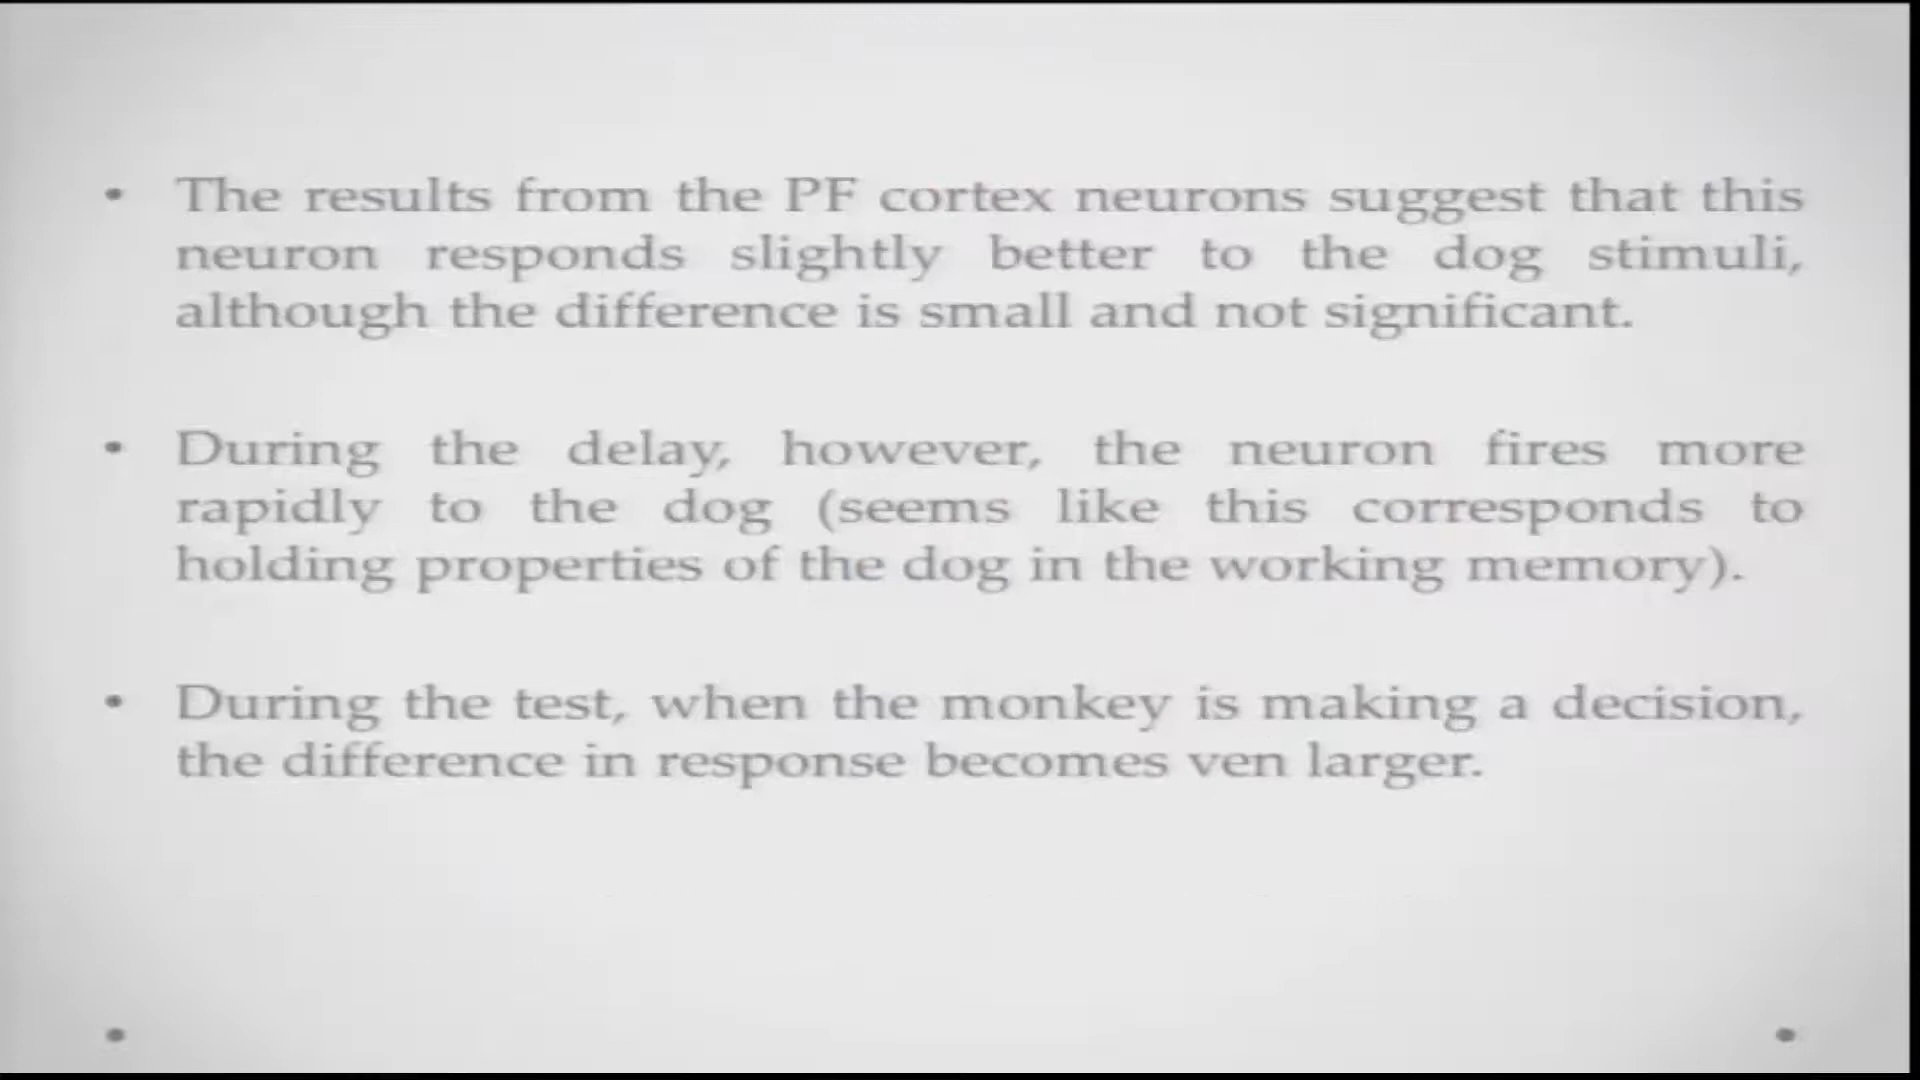 • The results from the PF cortex neurons suggest that this
neuron responds slightly better to the dog stimuli,
although the difference is small and not significant.
• During the delay, however, the neuron fires more
rapidly to the dog (seems like this corresponds to
holding properties of the dog in the working memory).
• During the test, when the monkey is making a decision,
the difference in response becomes ven larger.